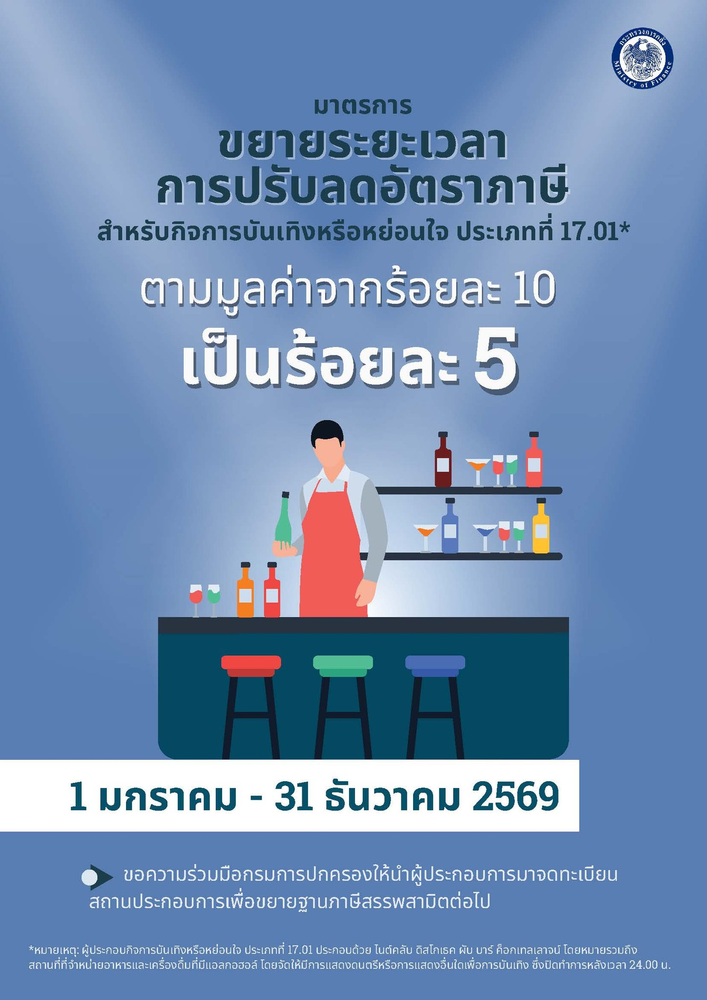 กระทรวงการคลัง
Ministry of Finance
มาตรการ
ขยายระยะเวลา
การปรับลดอัตราภาษี
สำหรับกิจการบันเทิงหรือหย่อนใจ ประเภทที่ 17.01*
ตามมูลค่าจากร้อยละ 10
เป็นร้อยละ 5
1 มกราคม - 31 ธันวาคม 2569
ขอความร่วมมือกรมการปกครองให้นำผู้ประกอบการมาจดทะเบียน
สถานประกอบการเพื่อขยายฐานภาษีสรรพสามิตต่อไป
*หมายเหตุ: ผู้ประกอบกิจการบันเทิงหรือหย่อนใจ ประเภทที่ 17.01 ประกอบด้วย ไนต์คลับ ดิสโกเธค ผับ บาร์ ค็อกเทลเลาจน์ โดยหมายรวมถึง
สถานที่ที่จำหน่ายอาหารและเครื่องดื่มที่มีแอลกอฮอล์ โดยจัดให้มีการแสดงดนตรีหรือการแสดงอื่นใดเพื่อการบันเทิง ซึ่งปิดทำการหลังเวลา 24.00 น.